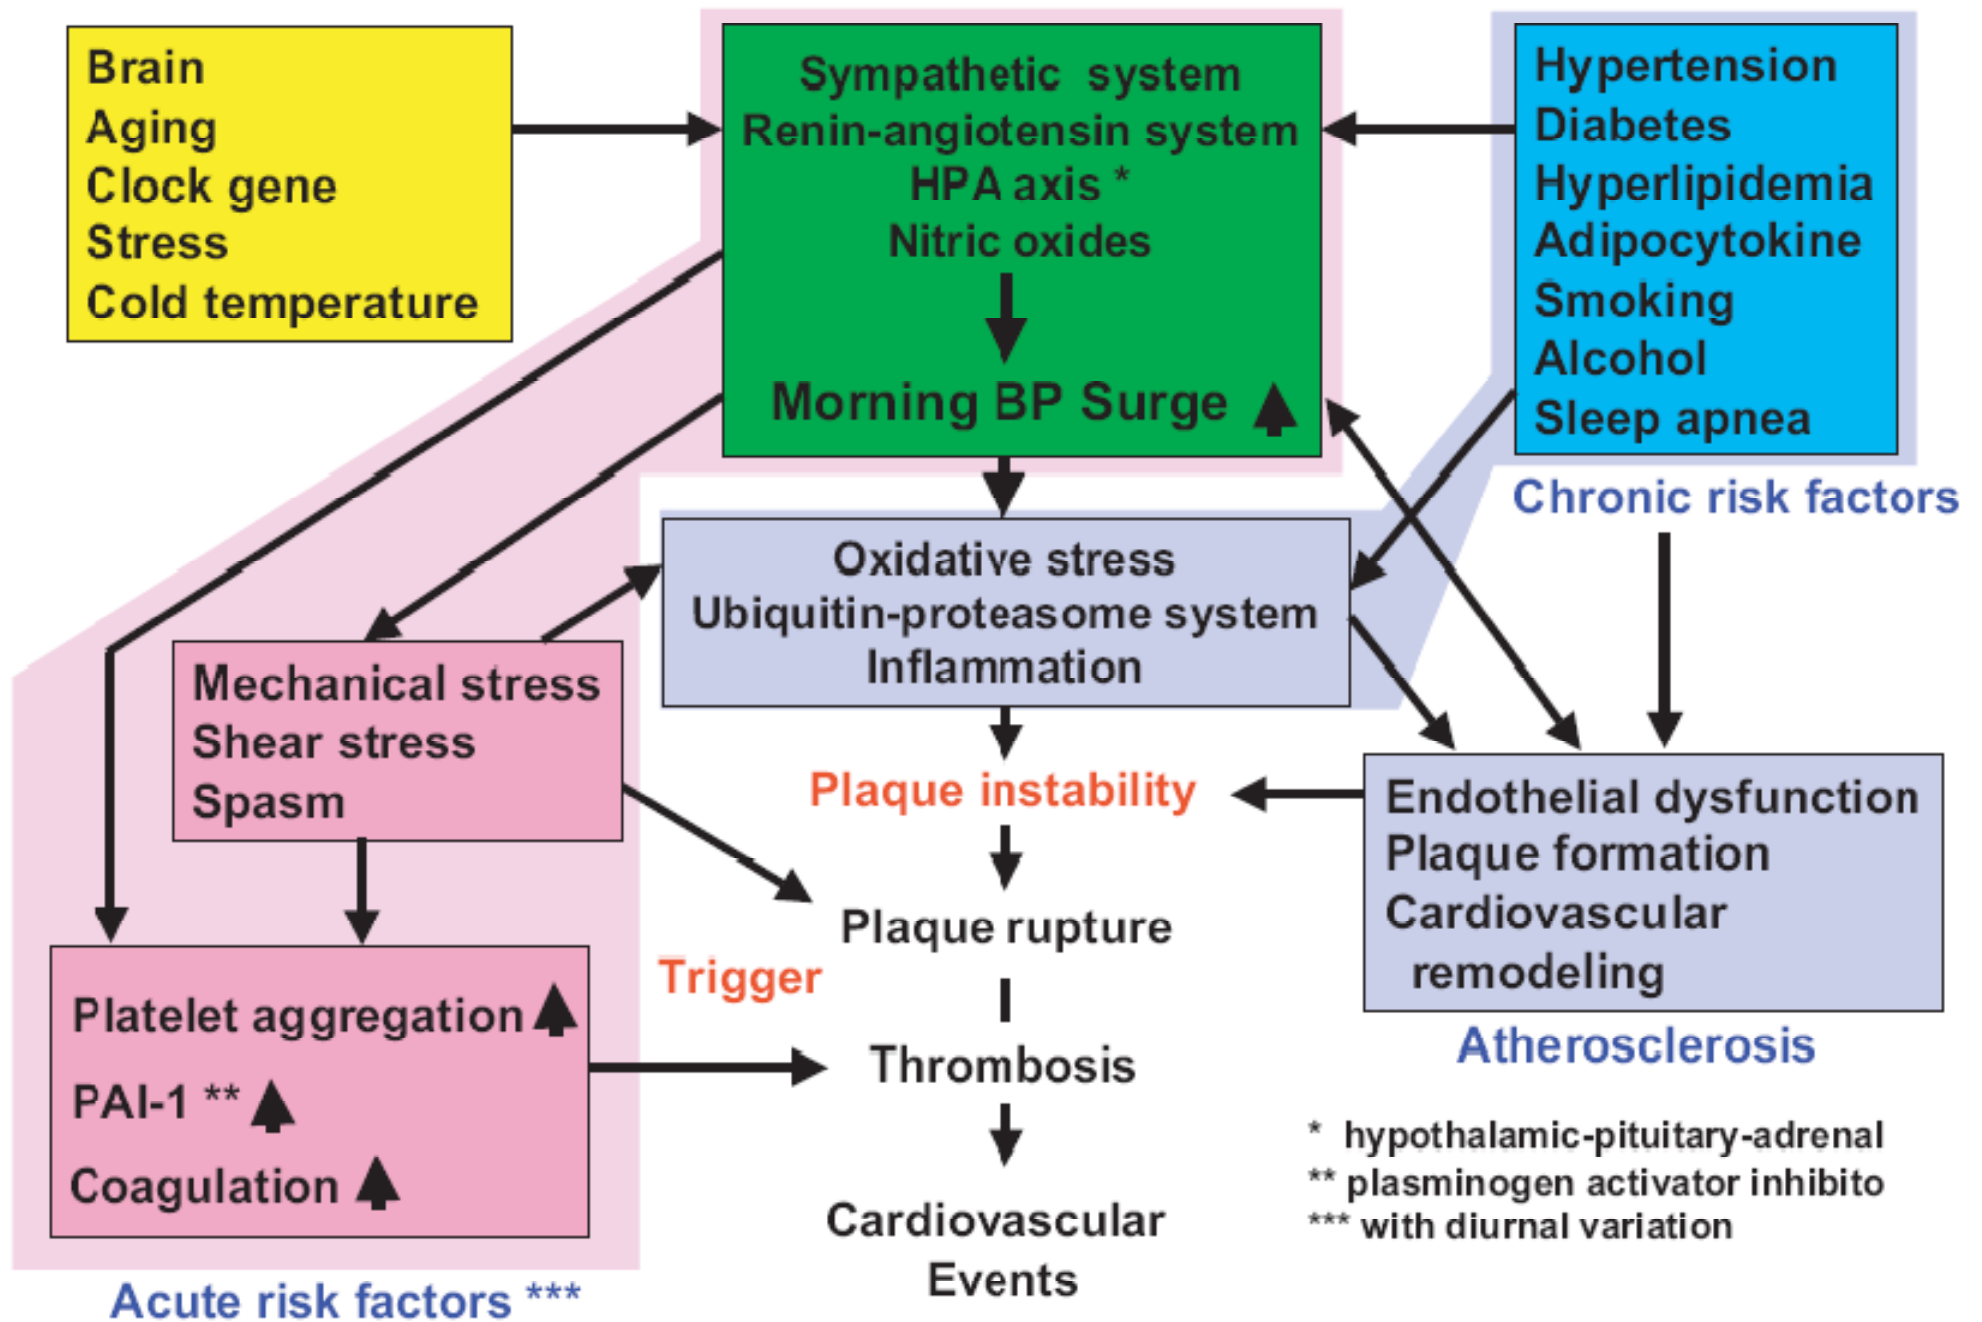 Brain
Aging
Clock gene
Stress
Cold temperature
Sympathetic system
Renin-angiotensin system
HPA axis *
Nitric oxides
Morning BP Surge
Hypertension
Diabetes
Hyperlipidemia
Adipocytokine
Smoking
Alcohol
Sleep apnea
Chronic risk factors
Oxidative stress
Ubiquitin-proteasome system
Inflammation
Mechanical stress
Shear stress
Spasm
Plaque instability
Plaque rupture
Trigger
Thrombosis
Cardiovascular
Events
Endothelial dysfunction
Plaque formation
Cardiovascular
remodeling
Atherosclerosis
Platelet aggregation
PAI-1 **
Coagulation
Acute risk factors ***
* hypothalamic-pituitary-adrenal
** plasminogen activator inhibito
*** with diurnal variation